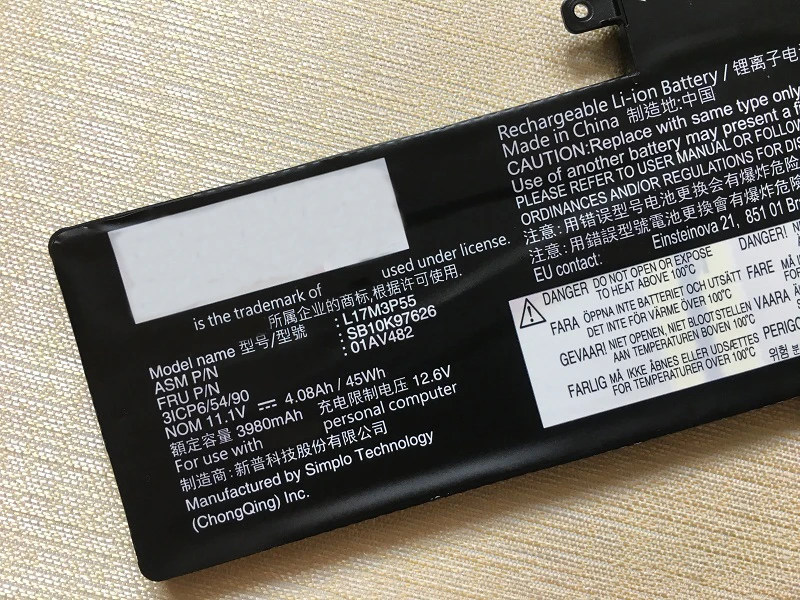 is the trademark of used under license.
所属企业的商标,根据许可使用.
Model name 型号/型號 : L17M3P55
ASM P/N : SB10K97626
FRU P/N : 01AV482
3ICP6/54/90
NOM 11.1V ⎓ 4.08Ah / 45Wh
額定容量 3980mAh 充电限制电压 12.6V
For use with personal computer
制造商: 新普科技股份有限公司
Manufactured by Simplo Technology
(ChongQing) Inc.
Rechargeable Li-ion Battery / 锂离子电
Made in China 制造地:中国
CAUTION:Replace with same type only
Use of another battery may present a
PLEASE REFER TO USER MANUAL OR FOLLOW
ORDINANCES AND/OR REGULATIONS FOR DIS
注意: 用错误型号电池更换会有爆炸危险
注意: 用錯誤型號電池更換會有爆炸危險
EU contact: Einsteinova 21, 851 01 Br
DANGER DO NOT OPEN OR EXPOSE
TO HEAT ABOVE 100°C
DANGER!
FARA ÖPPNA INTE BATTERIET OCH UTSÄTT
DET INTE FÖR VÄRME ÖVER 100°C
FARE MÅ
GEVAAR! NIET OPENEN, NIET BLOOTSTELLEN
AAN TEMPERATUREN BOVEN 100°C
VAARA
FARLIG MÅ IKKE ÅBNES ELLER UDSÆTTES
FOR TEMPERATURER OVER 100°C
PERIGO
위험